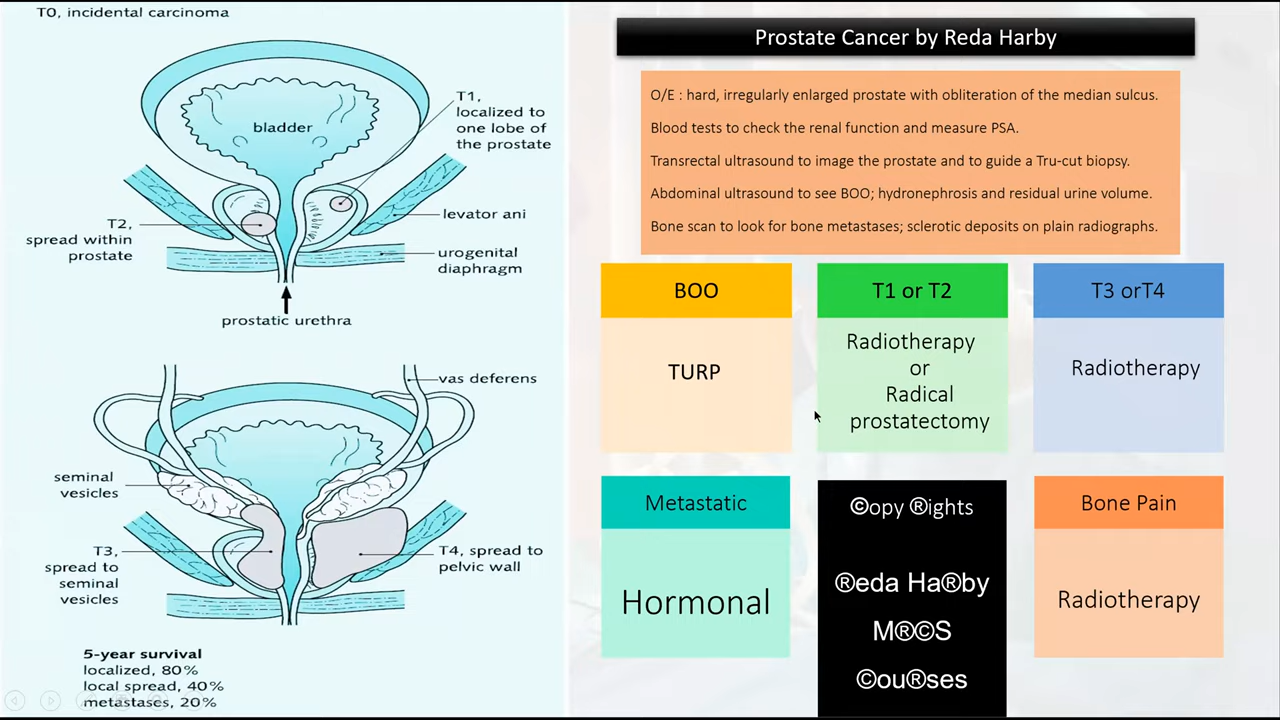 T0, incidental carcinoma
bladder
T1,
localized to
one lobe of
the prostate
T2,
spread within
prostate
levator ani
urogenital
diaphragm
prostatic urethra
vas deferens
seminal
vesicles
T3,
spread to
seminal
vesicles
T4, spread to
pelvic wall
5-year survival
localized, 80%
local spread, 40%
metastases, 20%
Prostate Cancer by Reda Harby
O/E : hard, irregularly enlarged prostate with obliteration of the median sulcus.
Blood tests to check the renal function and measure PSA.
Transrectal ultrasound to image the prostate and to guide a Tru-cut biopsy.
Abdominal ultrasound to see BOO; hydronephrosis and residual urine volume.
Bone scan to look for bone metastases; sclerotic deposits on plain radiographs.
BOO
TURP
T1 or T2
Radiotherapy
or
Radical
prostatectomy
T3 orT4
Radiotherapy
Metastatic
Hormonal
©opy ®ights
®eda Ha®by
M®©S
©ou®ses
Bone Pain
Radiotherapy